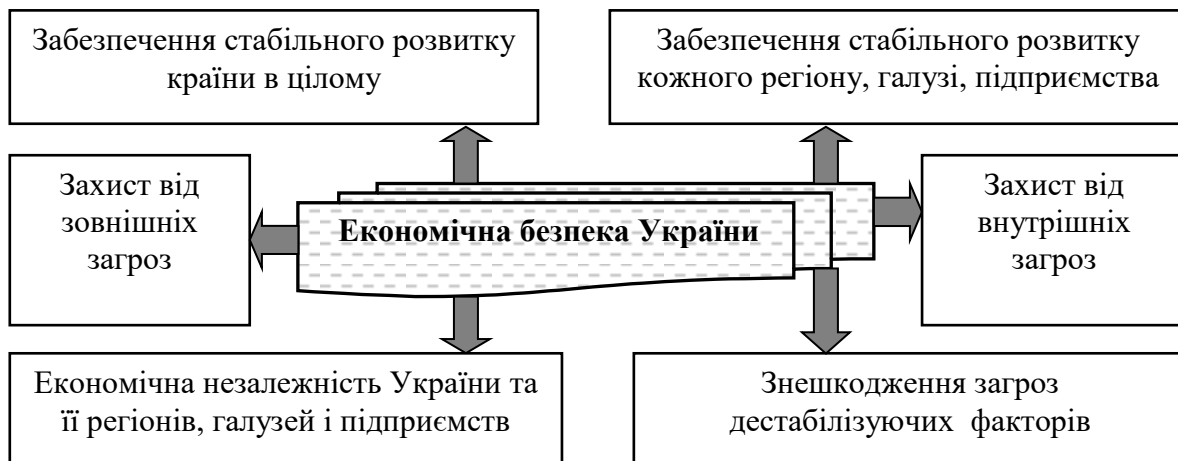 Забезпечення стабільного розвитку
країни в цілому
Забезпечення стабільного розвитку
кожного регіону, галузі, підприємства
Захист від
зовнішніх
загроз
Економічна безпека України
Захист від
внутрішніх
загроз
Економічна незалежність України та
її регіонів, галузей і підприємств
Знешкодження загроз
дестабілізуючих факторів